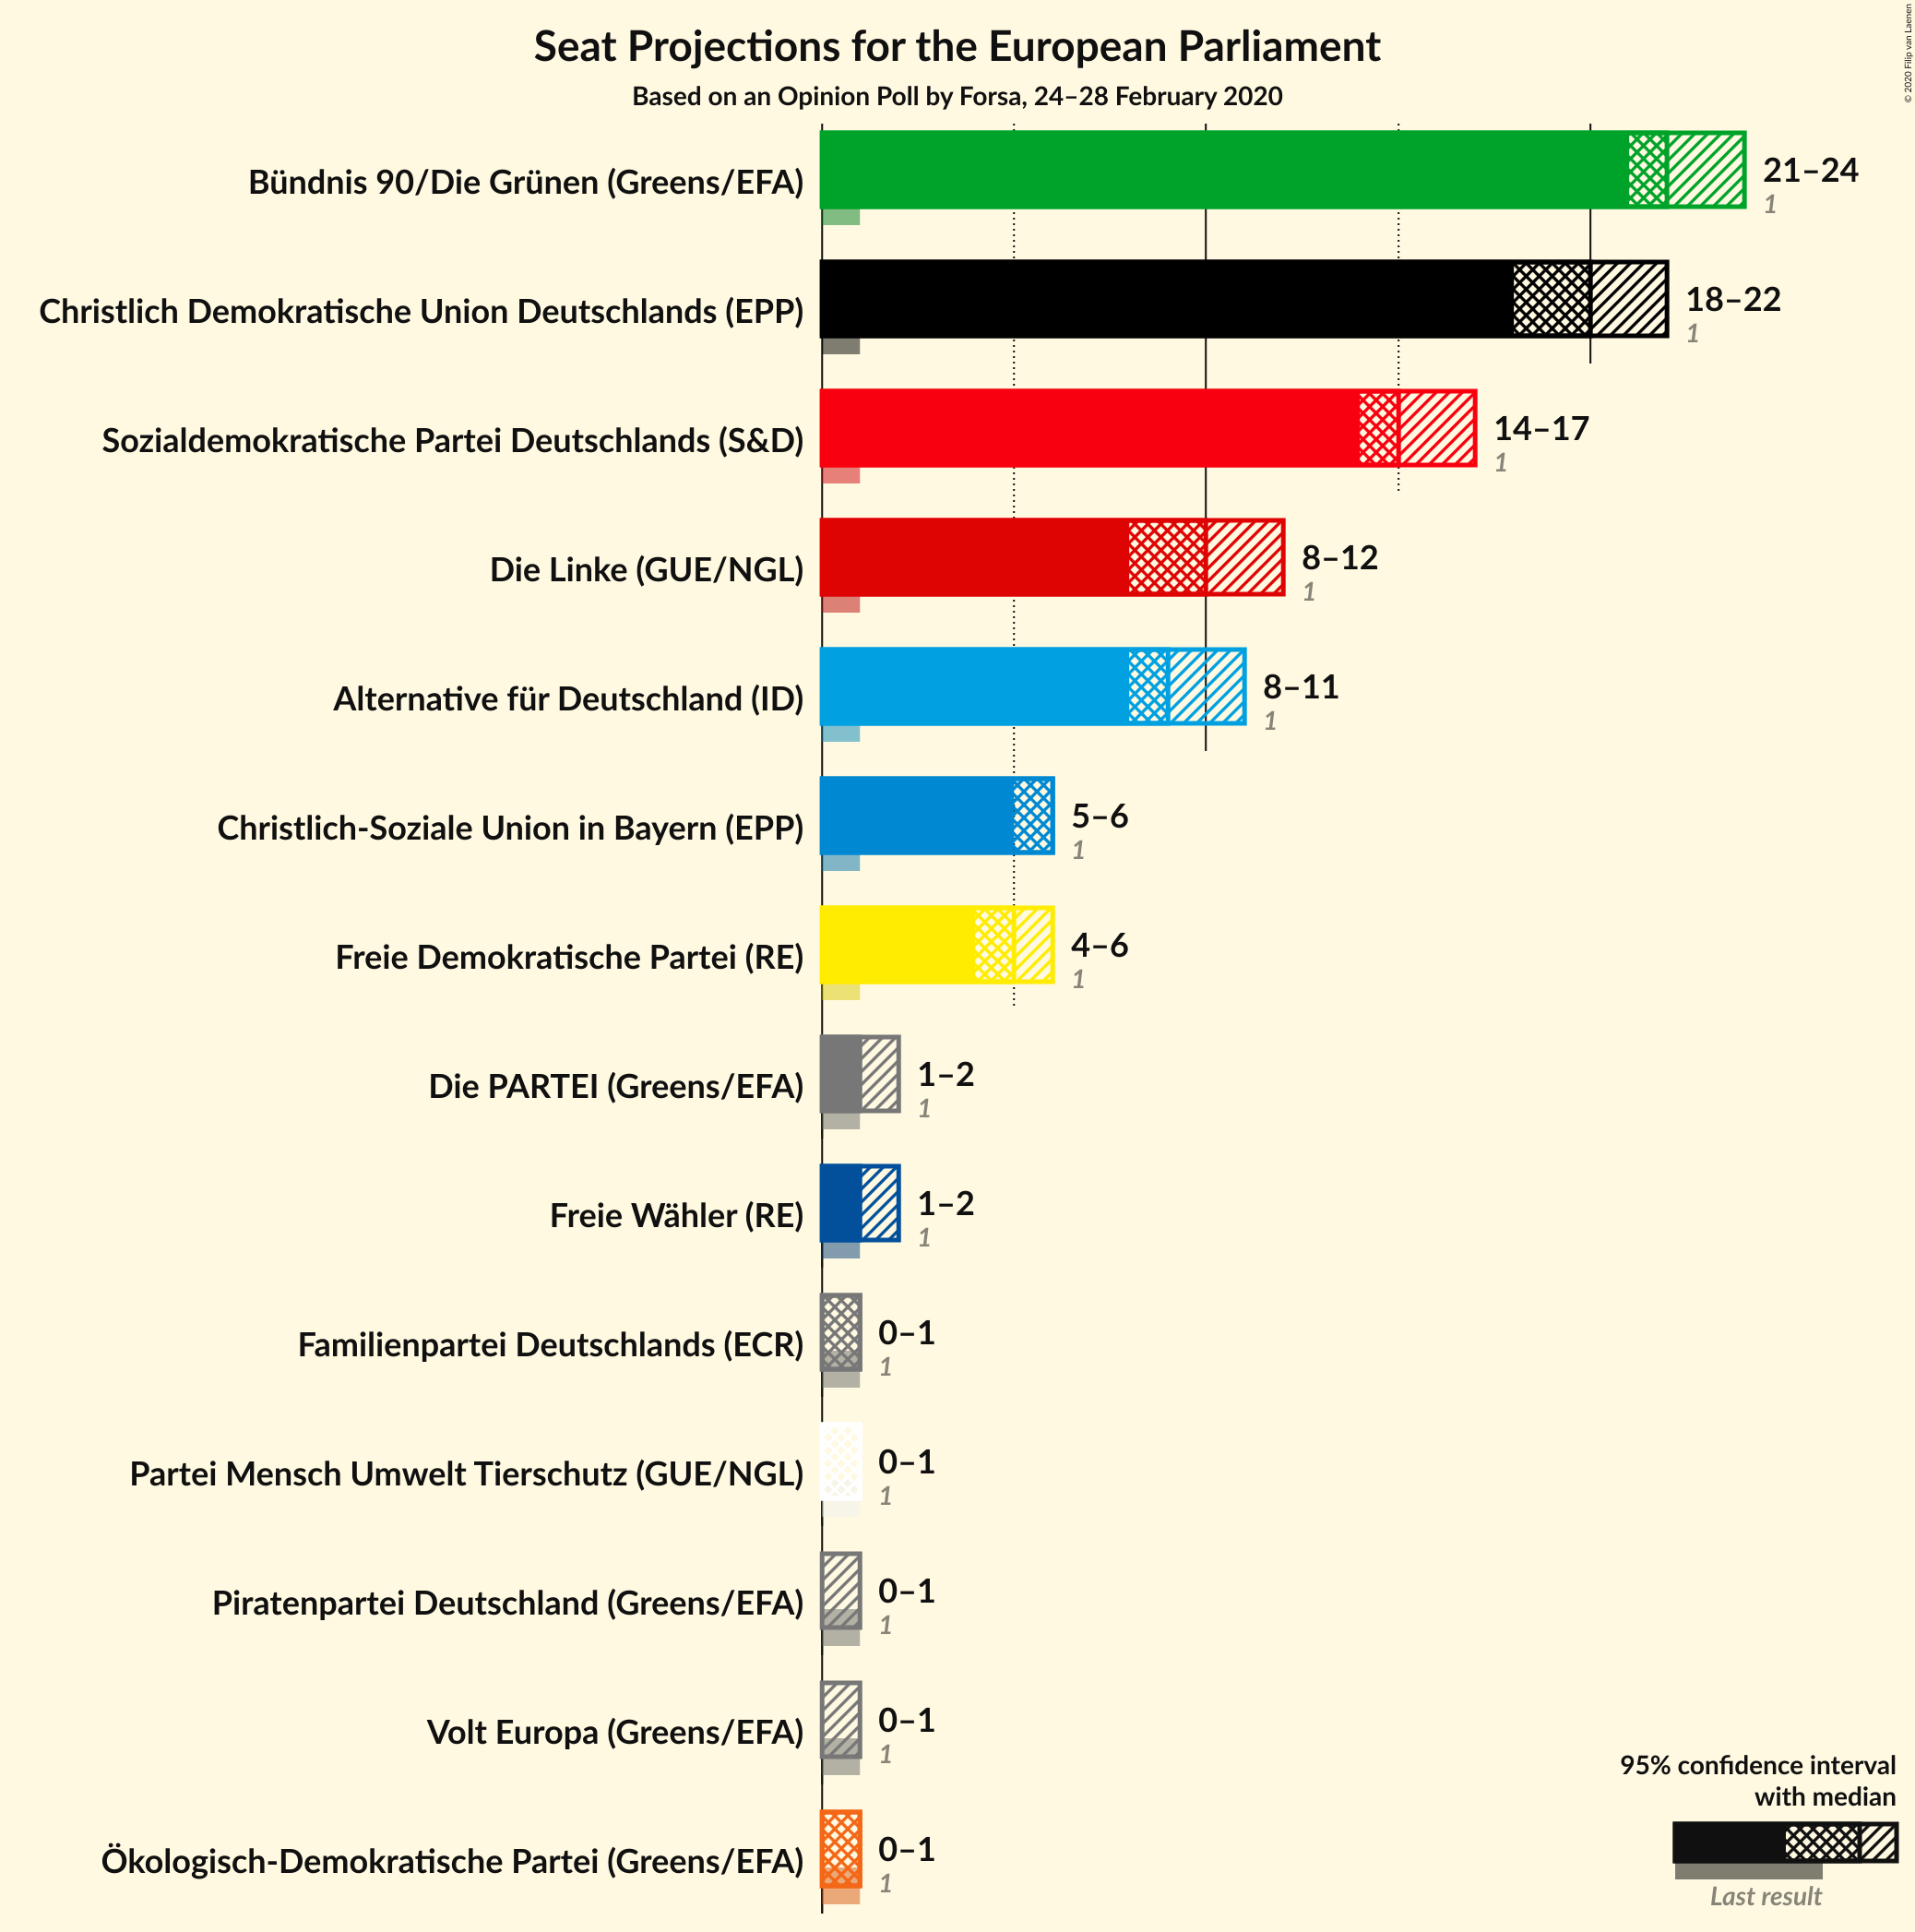 © 2020 Filip van Laenen
Seat Projections for the European Parliament
Based on an Opinion Poll by Forsa, 24–28 February 2020
Bündnis 90/Die Grünen (Greens/EFA)
21–24
1
Christlich Demokratische Union Deutschlands (EPP)
18–22
1
Sozialdemokratische Partei Deutschlands (S&D)
14–17
1
Die Linke (GUE/NGL)
8–12
1
Alternative für Deutschland (ID)
8–11
1
Christlich-Soziale Union in Bayern (EPP)
5–6
1
Freie Demokratische Partei (RE)
4–6
1
Die PARTEI (Greens/EFA)
1–2
1
Freie Wähler (RE)
1–2
1
Familienpartei Deutschlands (ECR)
0–1
1
Partei Mensch Umwelt Tierschutz (GUE/NGL)
0–1
1
Piratenpartei Deutschland (Greens/EFA)
0–1
1
Volt Europa (Greens/EFA)
0–1
1
Ökologisch-Demokratische Partei (Greens/EFA)
0–1
1
95% confidence interval
with median
Last result